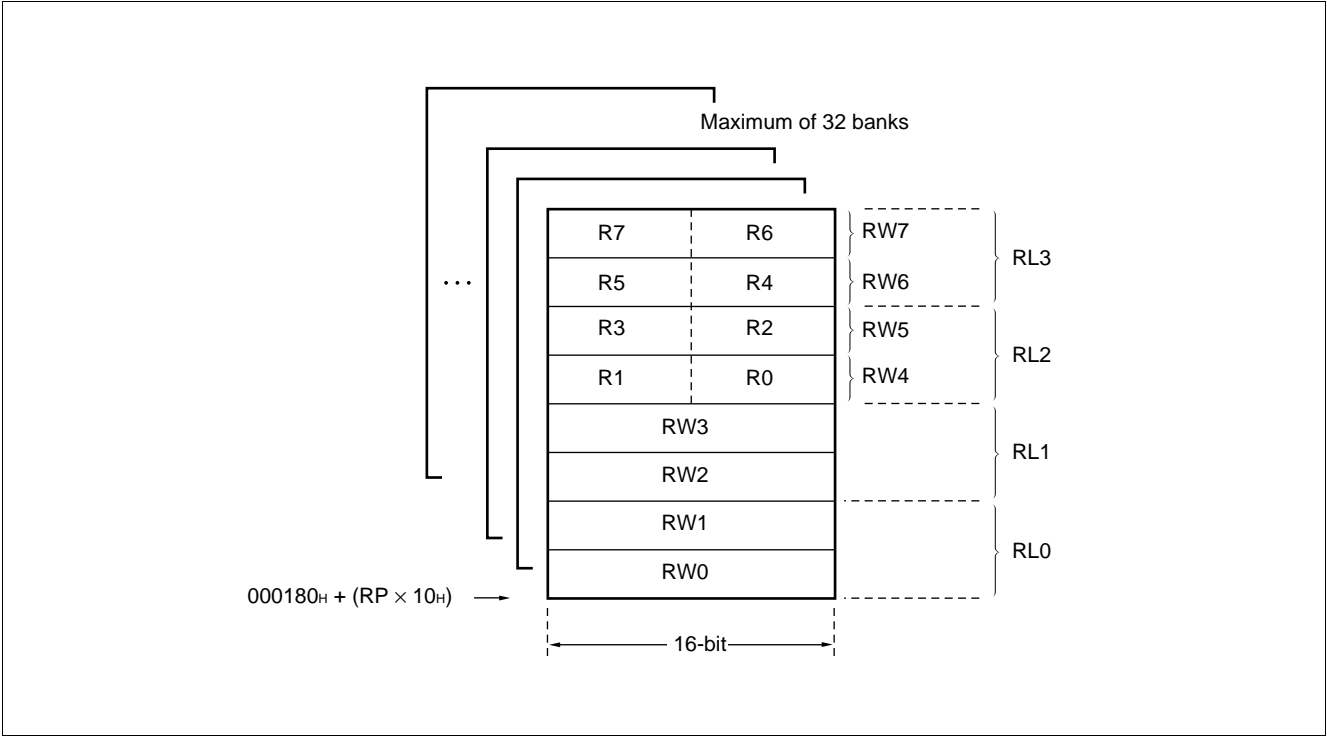 Maximum of 32 banks
R7 R6 RW7
RL3
. . . R5 R4 RW6
R3 R2 RW5
RL2
R1 R0 RW4
RW3
RL1
RW2
RW1
RL0
RW0
000180H + (RP × 10H)
16-bit